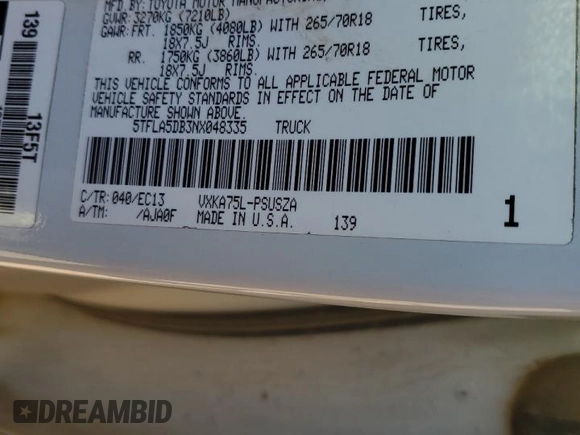 MFD. BY: TOYOTA MOTOR
GVWR: 3270KG (7210LB)
GAWR: FRT. 1850KG (4080LB) WITH 265/70R18 TIRES,
18X7.5J RIMS.
RR. 1750KG (3860LB) WITH 265/70R18 TIRES,
18X7.5J RIMS.
THIS VEHICLE CONFORMS TO ALL APPLICABLE FEDERAL MOTOR
VEHICLE SAFETY STANDARDS IN EFFECT ON THE DATE OF
MANUFACTURE SHOWN ABOVE.
5TFLA5DB3NX048335 TRUCK
C/TR: 040/EC13 VXKA75L-PSUSZA
A/TM: /AJA0F MADE IN U.S.A. 139 1
139 13F5T
DREAMBID